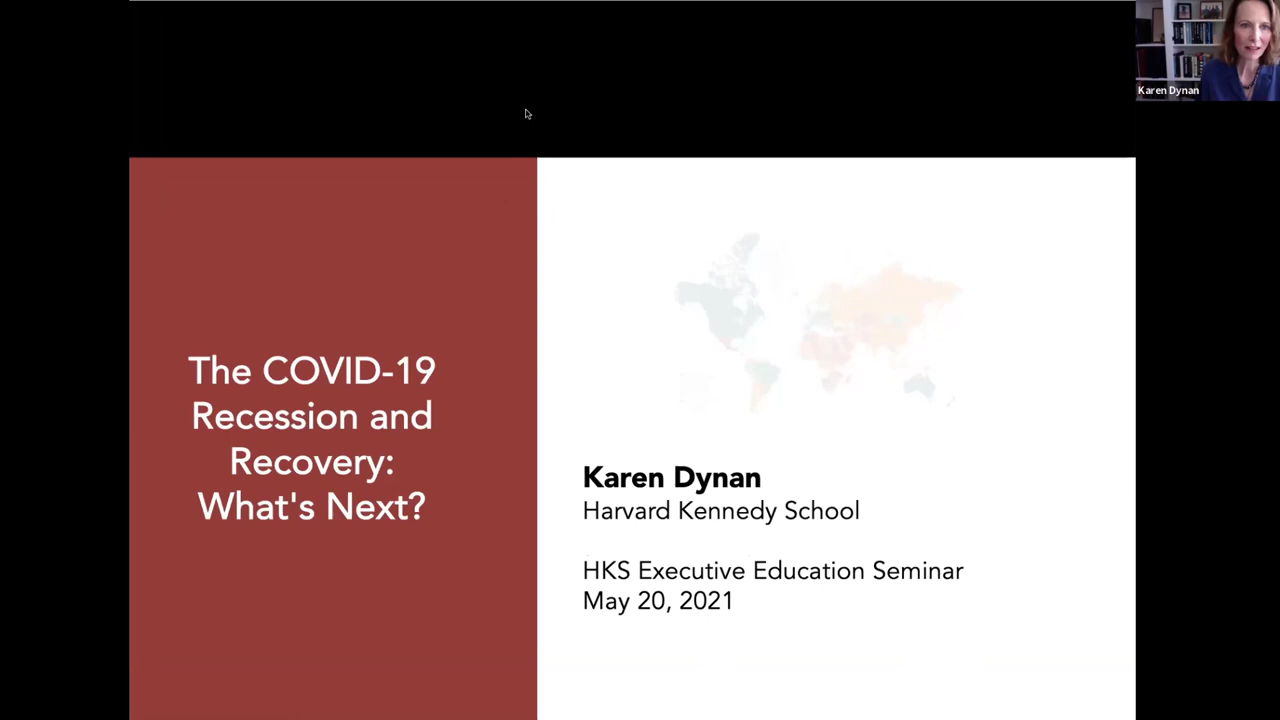 Karen Dynan
The COVID-19
Recession and
Recovery:
What's Next?
Karen Dynan
Harvard Kennedy School
HKS Executive Education Seminar
May 20, 2021